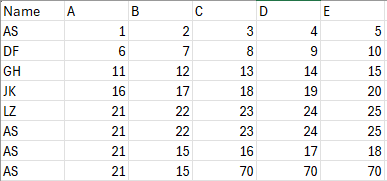 Name A B C D E
AS 1 2 3 4 5
DF 6 7 8 9 10
GH 11 12 13 14 15
JK 16 17 18 19 20
LZ 21 22 23 24 25
AS 21 22 23 24 25
AS 21 15 16 17 18
AS 21 15 70 70 70